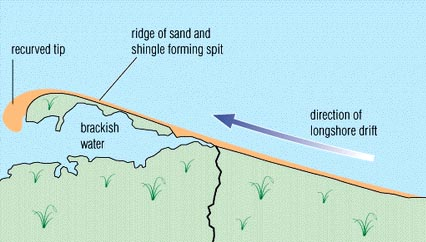 recurved tip
ridge of sand and
shingle forming spit
brackish
water
direction of
longshore drift